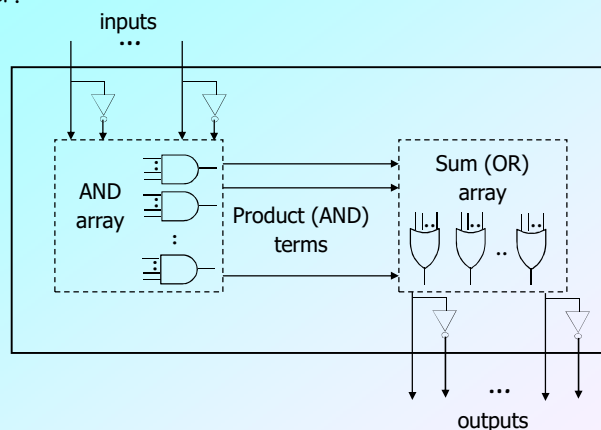 inputs
...
AND
array
:
Product (AND)
terms
Sum (OR)
array
..
...
outputs